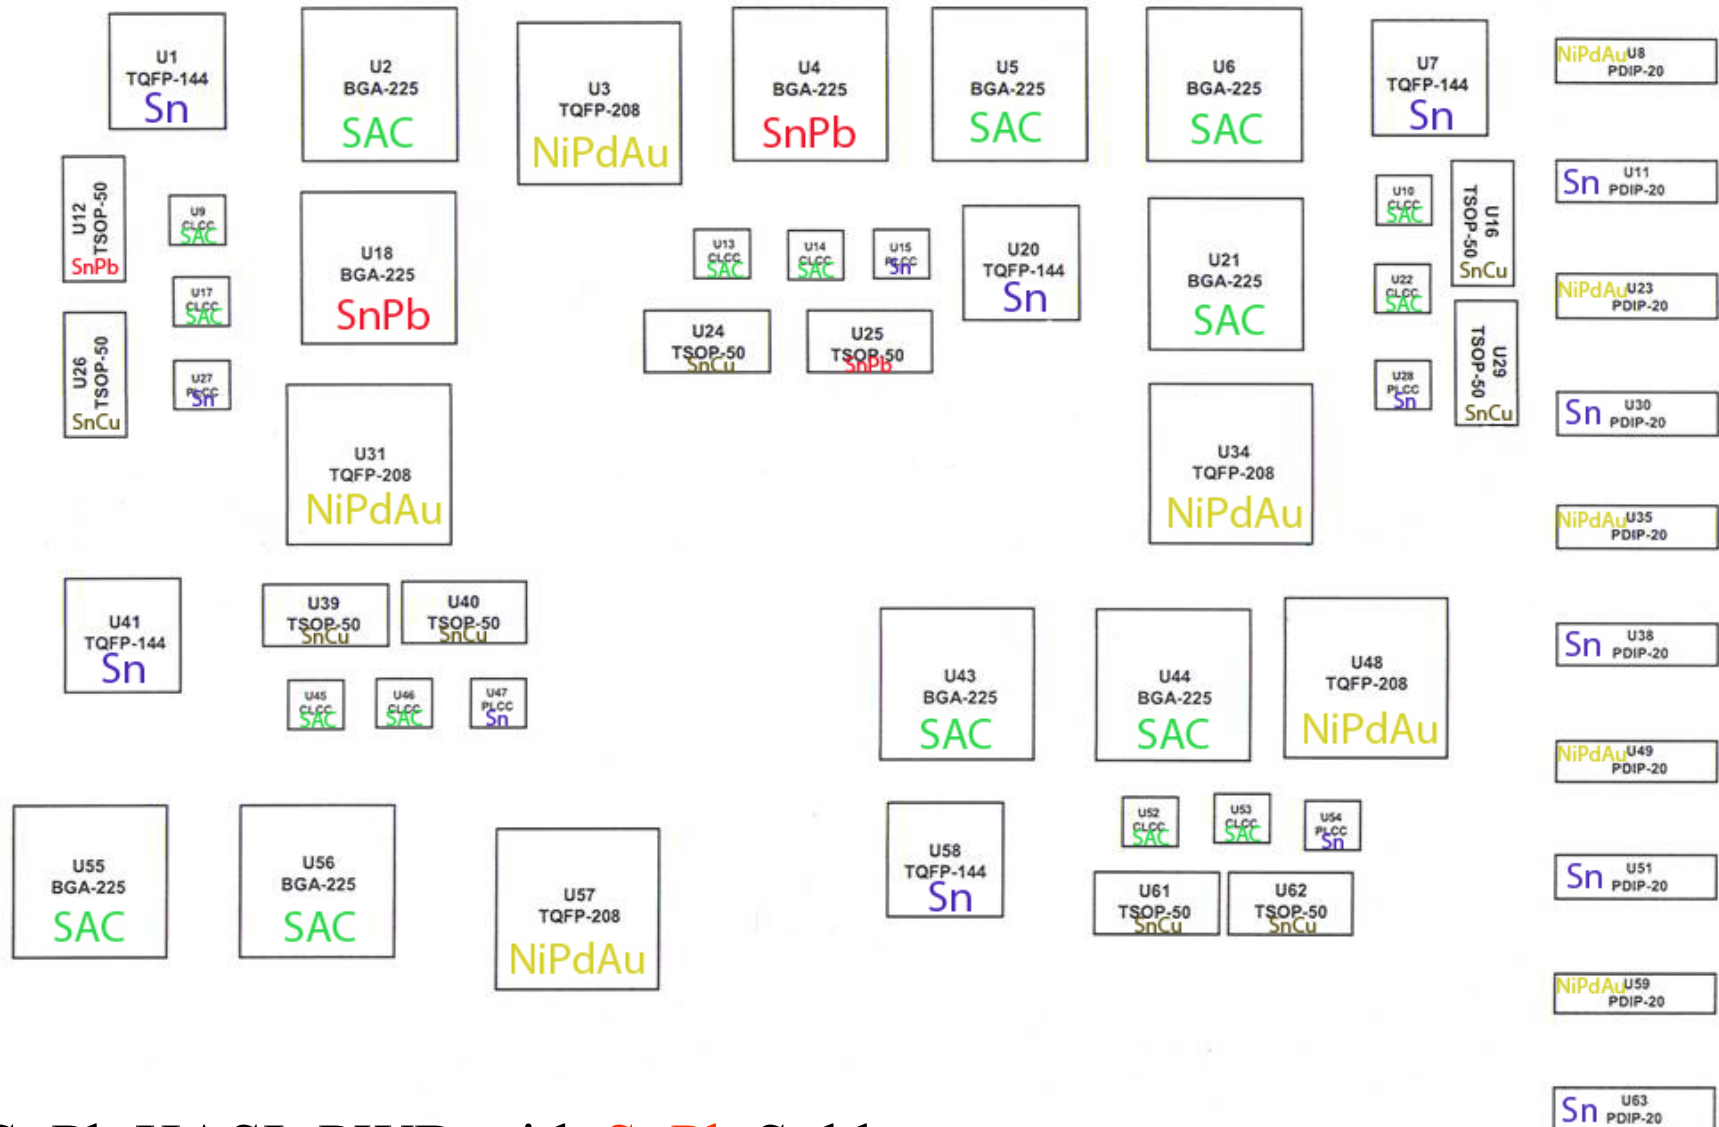 U1
TQFP-144
Sn
U2
BGA-225
SAC
U3
TQFP-208
NiPdAu
U4
BGA-225
SnPb
U5
BGA-225
SAC
U6
BGA-225
SAC
U7
TQFP-144
Sn
NiPdAu U8
PDIP-20
U12
TSOP-50
SnPb
U9
CLCC
SAC
U18
BGA-225
SnPb
U13
CLCC
SAC
U14
CLCC
SAC
U15
PLCC
Sn
U20
TQFP-144
Sn
U21
BGA-225
SAC
U10
CLCC
SAC
U16
TSOP-50
SnCu
Sn U11
PDIP-20
U17
CLCC
SAC
U22
CLCC
SAC
NiPdAu U23
PDIP-20
U26
TSOP-50
SnCu
U27
PLCC
Sn
U24
TSOP-50
SnCu
U25
TSOP-50
SnPb
U28
PLCC
Sn
U29
TSOP-50
SnCu
Sn U30
PDIP-20
U31
TQFP-208
NiPdAu
U34
TQFP-208
NiPdAu
NiPdAu U35
PDIP-20
U41
TQFP-144
Sn
U39
TSOP-50
SnCu
U40
TSOP-50
SnCu
Sn U38
PDIP-20
U45
CLCC
SAC
U46
CLCC
SAC
U47
PLCC
Sn
U43
BGA-225
SAC
U44
BGA-225
SAC
U48
TQFP-208
NiPdAu
NiPdAu U49
PDIP-20
U55
BGA-225
SAC
U56
BGA-225
SAC
U57
TQFP-208
NiPdAu
U58
TQFP-144
Sn
U52
CLCC
SAC
U53
CLCC
SAC
U54
PLCC
Sn
U61
TSOP-50
SnCu
U62
TSOP-50
SnCu
Sn U51
PDIP-20
NiPdAu U59
PDIP-20
Sn U63
PDIP-20
SnPb HASL PWB with SnPb